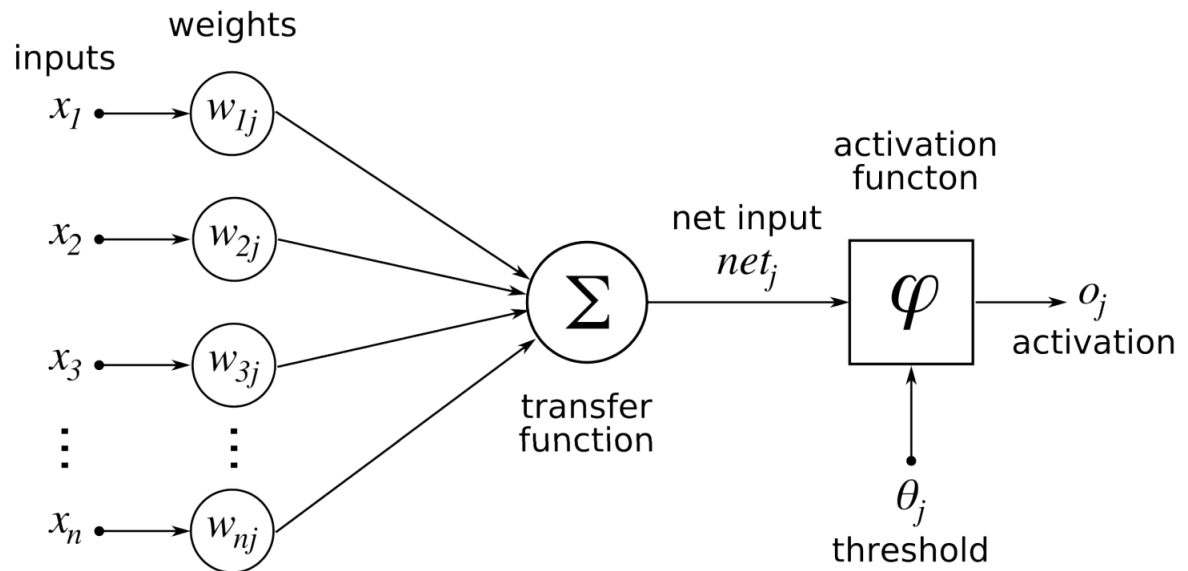 weights
inputs
x1
w1j
x2
w2j
x3
w3j
⋮ ⋮
xn
wnj
Σ
transfer
function
net input
netj
activation
functon
φ
oj
activation
θj
threshold